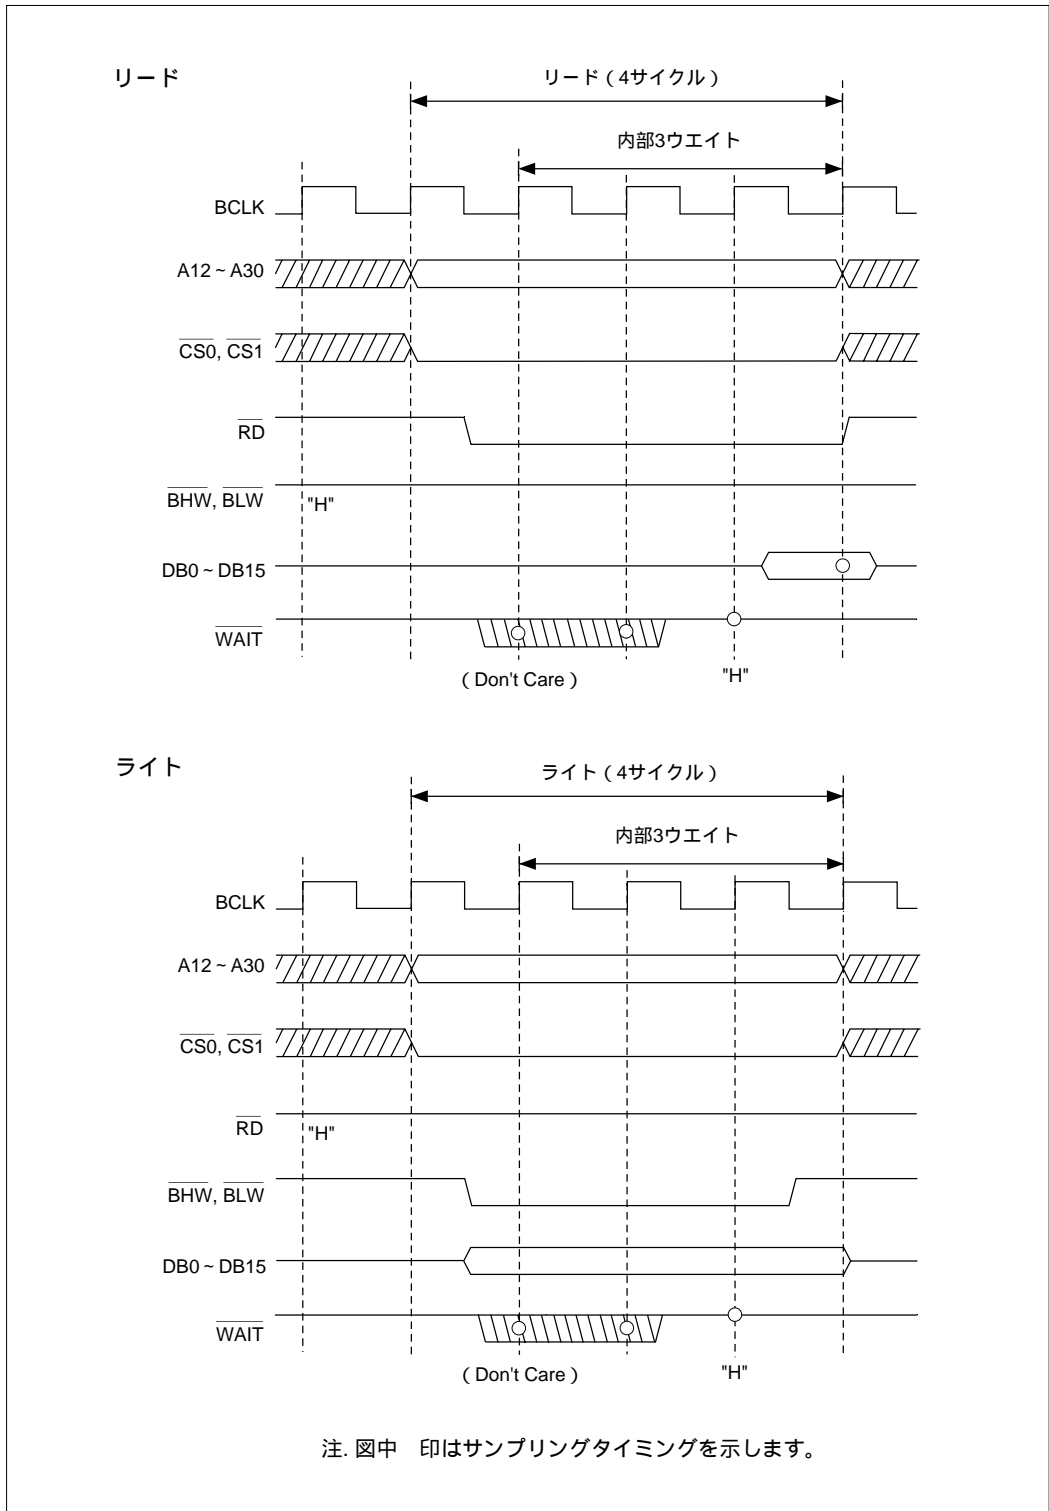 リード
リード ( 4サイクル )
内部3ウエイト
BCLK
A12 ~ A30
CS0, CS1
RD
BHW, BLW
"H"
DB0 ~ DB15
WAIT
( Don't Care )
"H"
ライト
ライト ( 4サイクル )
内部3ウエイト
BCLK
A12 ~ A30
CS0, CS1
RD
"H"
BHW, BLW
DB0 ~ DB15
WAIT
( Don't Care )
"H"
注. 図中　印はサンプリングタイミングを示します。